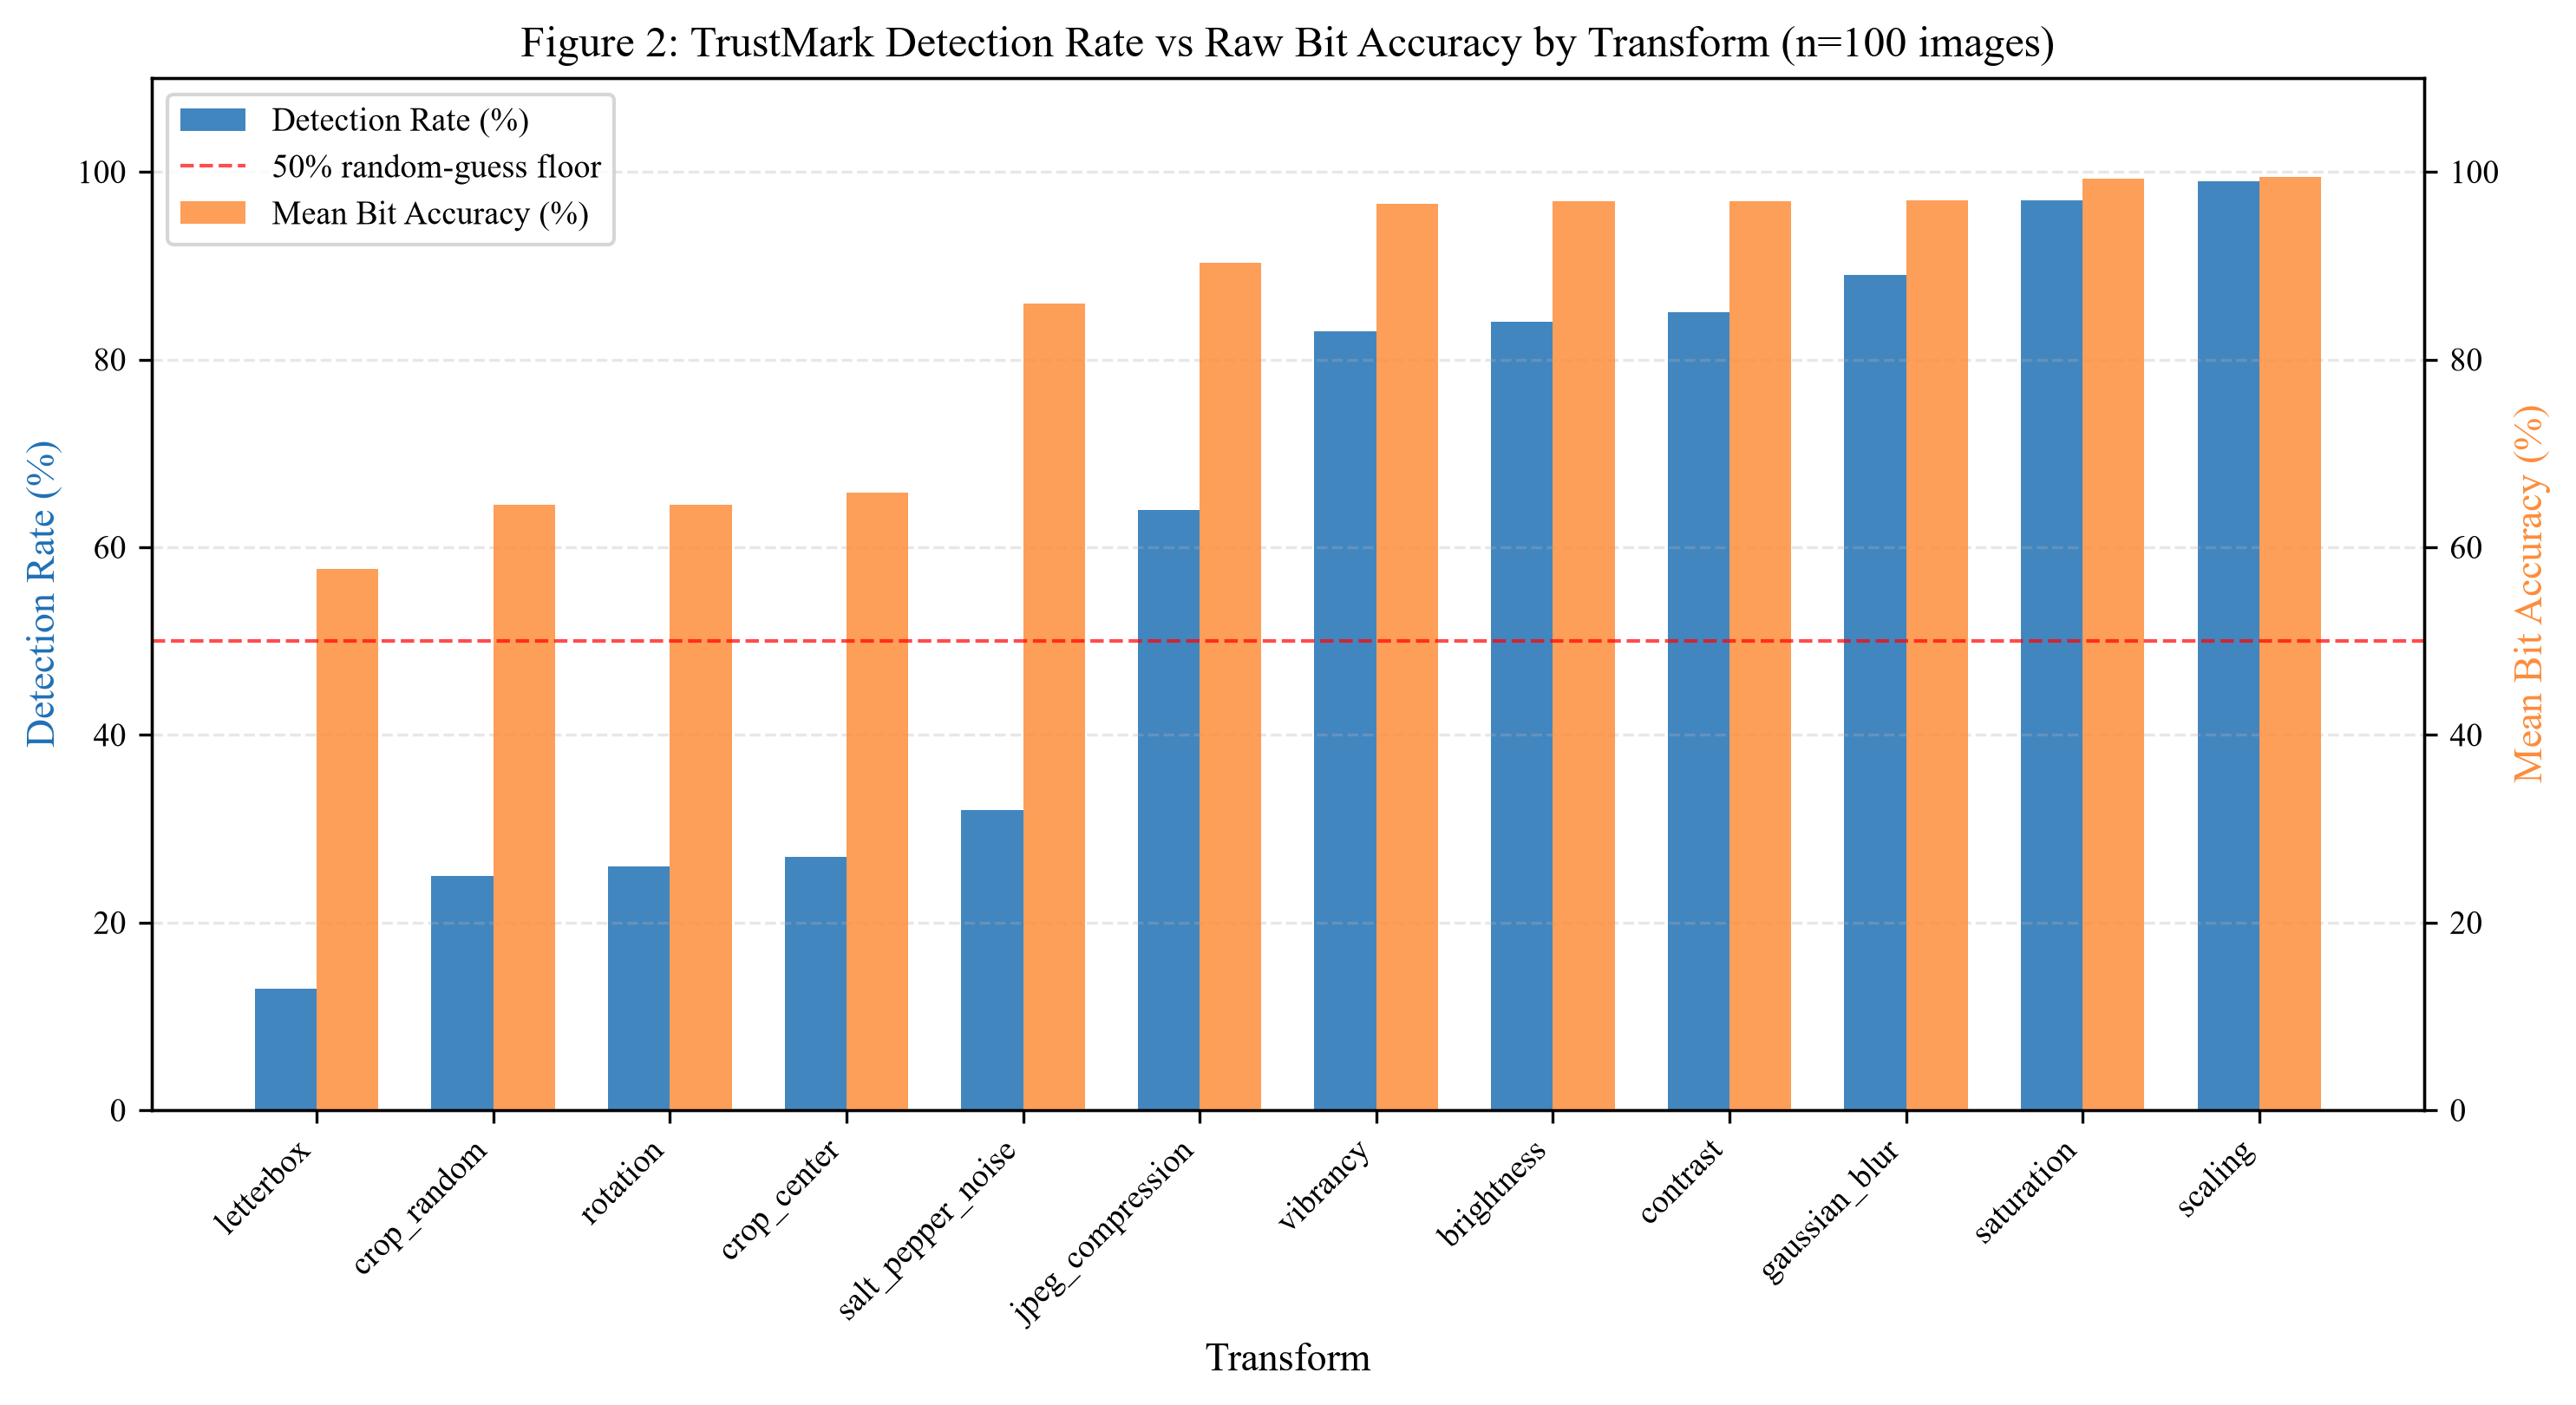 Figure 2: TrustMark Detection Rate vs Raw Bit Accuracy by Transform (n=100 images)
Detection Rate (%)
50% random-guess floor
Mean Bit Accuracy (%)
Detection Rate (%)
100
80
60
40
20
0
100
80
60
40
20
0
Mean Bit Accuracy (%)
letterbox
crop_random
rotation
crop_center
salt_pepper_noise
jpeg_compression
vibrancy
brightness
contrast
gaussian_blur
saturation
scaling
Transform